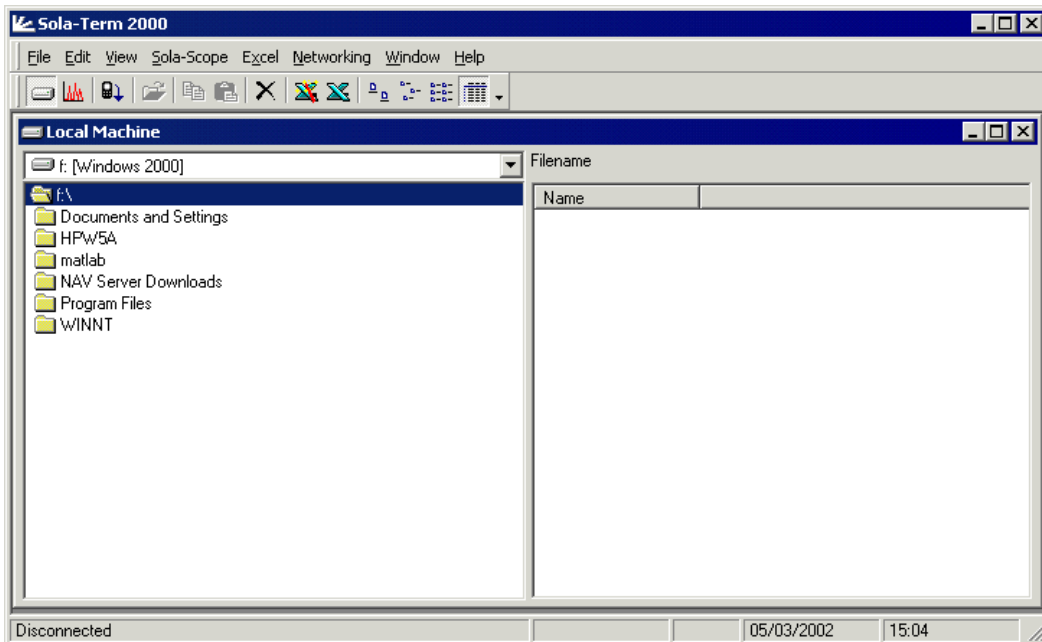 Sola-Term 2000
File Edit View Sola-Scope Excel Networking Window Help
Local Machine
f: [Windows 2000]
Filename
f:\
Name
Documents and Settings
HPW5A
matlab
NAV Server Downloads
Program Files
WINNT
Disconnected 05/03/2002 15:04